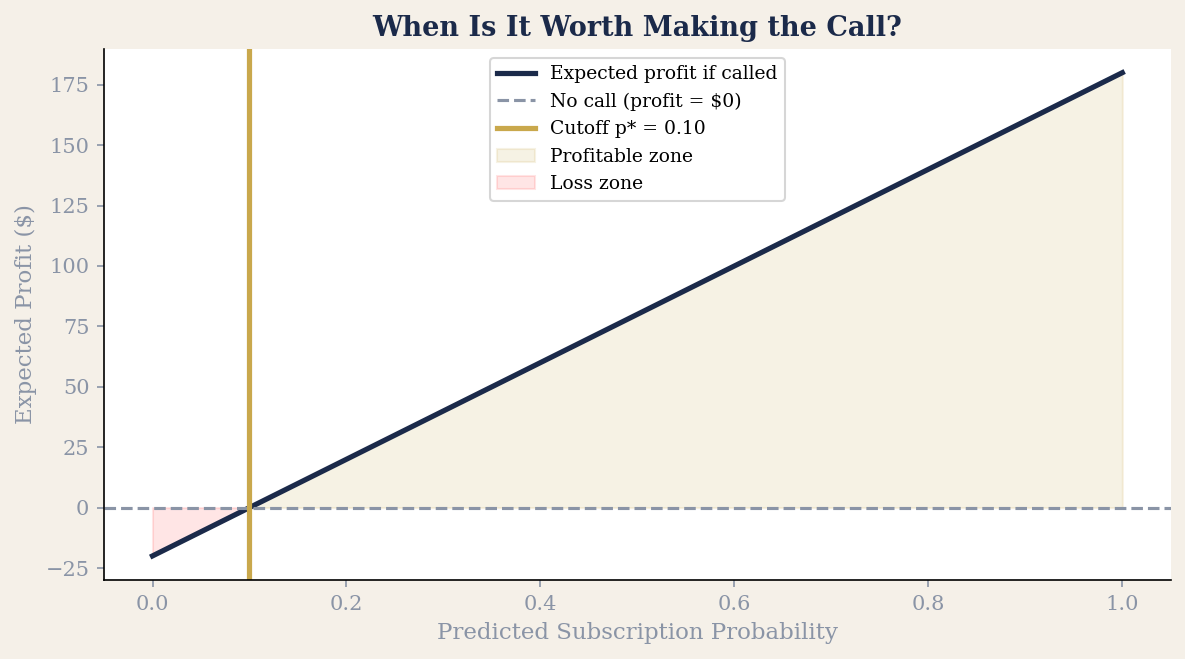 When Is It Worth Making the Call?
Expected profit if called
No call (profit = $0)
Cutoff p* = 0.10
Profitable zone
Loss zone
Expected Profit ($)
175
150
125
100
75
50
25
0
−25
0.0 0.2 0.4 0.6 0.8 1.0
Predicted Subscription Probability